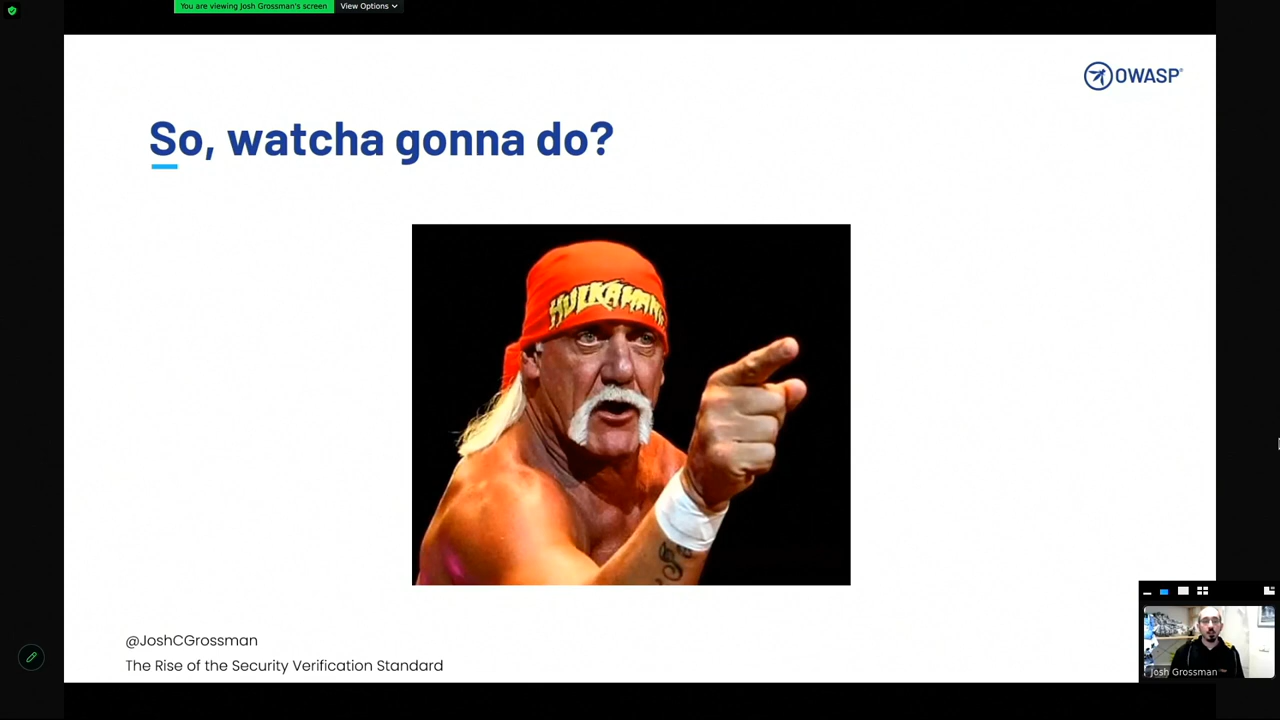 You are viewing Josh Grossman's screen
View Options
OWASP®
So, watcha gonna do?
HULKAMANIA
@JoshCGrossman
The Rise of the Security Verification Standard
Josh Grossman